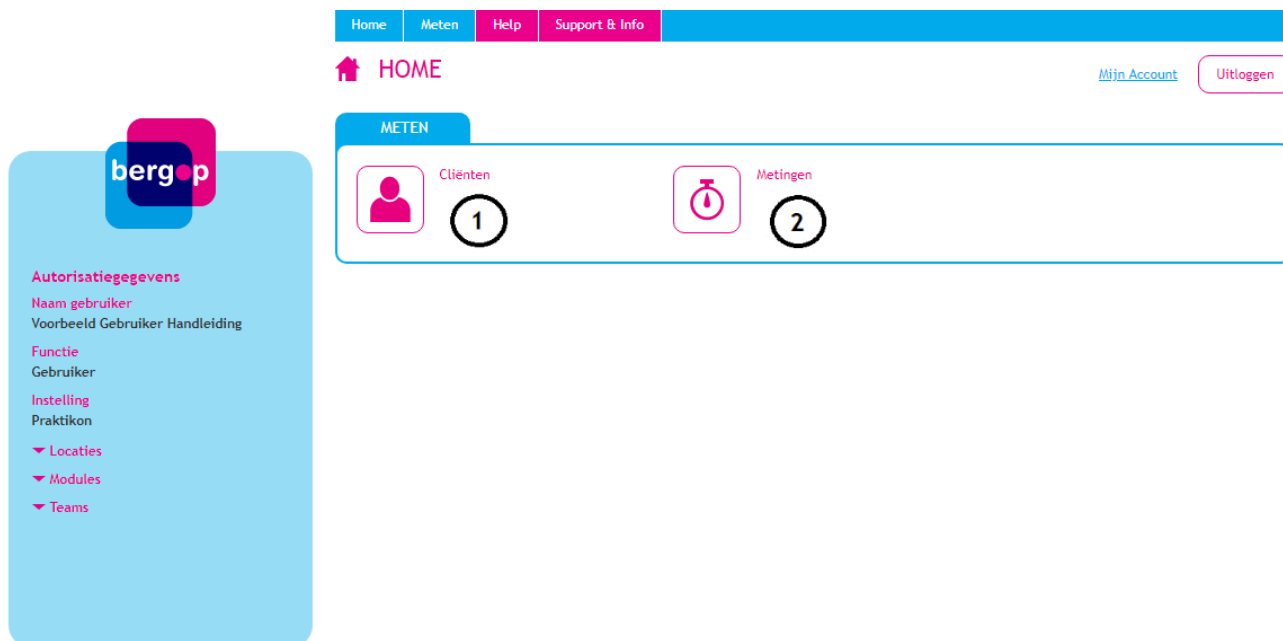 Home Meten Help Support & Info
HOME
Mijn Account Uitloggen
METEN
Cliënten
1
Metingen
2
bergop
Autorisatiegegevens
Naam gebruiker
Voorbeeld Gebruiker Handleiding
Functie
Gebruiker
Instelling
Praktikon
Locaties
Modules
Teams